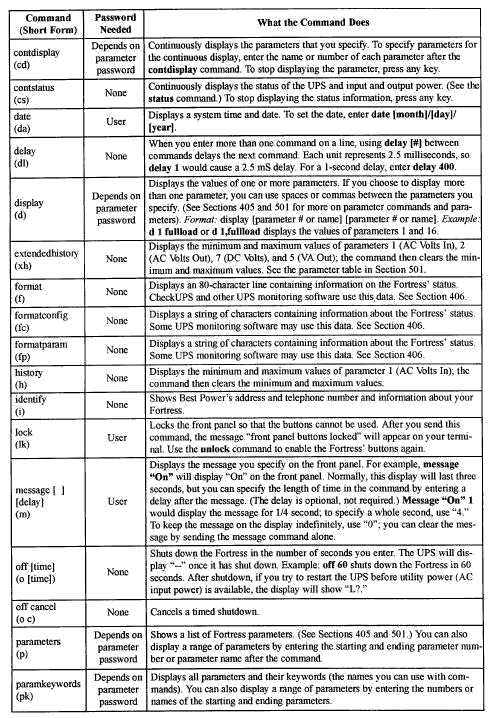 Command
(Short Form)
Password
Needed
What the Command Does
contdisplay
(cd)
Depends on
parameter
password
Continuously displays the parameters that you specify. To specify parameters for
the continuous display, enter the name or number of each parameter after the
contdisplay command. To stop displaying the parameter, press any key.
contstatus
(cs)
None
Continuously displays the status of the UPS and input and output power. (See the
status command.) To stop displaying the status information, press any key.
date
(da)
User
Displays a system time and date. To set the date, enter date [month]/[day]/
[year].
delay
(dl)
None
When you enter more than one command on a line, using delay [#] between
commands delays the next command. Each unit represents 2.5 milliseconds, so
delay 1 would cause a 2.5 mS delay. For a 1-second delay, enter delay 400.
display
(d)
Depends on
parameter
password
Displays the values of one or more parameters. If you choose to display more
than one parameter, you can use spaces or commas between the parameters you
specify. (See Sections 405 and 501 for more on parameter commands and para-
meters). Format: display [parameter # or name] [parameter # or name]. Example:
d 1 fullload or d 1,fullload displays the values of parameters 1 and 16.
extendedhistory
(xh)
None
Displays the minimum and maximum values of parameters 1 (AC Volts In), 2
(AC Volts Out), 7 (DC Volts), and 5 (VA Out); the command then clears the min-
imum and maximum values. See the parameter table in Section 501.
format
(f)
None
Displays an 80-character line containing information on the Fortress' status.
CheckUPS and other UPS monitoring software use this data. See Section 406.
formatconfig
(fc)
None
Displays a string of characters containing information about the Fortress' status.
Some UPS monitoring software may use this data. See Section 406.
formatparam
(fp)
None
Displays a string of characters containing information about the Fortress' status.
Some UPS monitoring software may use this data. See Section 406.
history
(h)
None
Displays the minimum and maximum values of parameter 1 (AC Volts In); the
command then clears the minimum and maximum values.
identify
(i)
None
Shows Best Power's address and telephone number and information about your
Fortress.
lock
(lk)
User
Locks the front panel so that the buttons cannot be used. After you send this
command, the message "front panel buttons locked" will appear on your termi-
nal. Use the unlock command to enable the Fortress' buttons again.
message [ ]
[delay]
(m)
User
Displays the message you specify on the front panel. For example, message
"On" will display "On" on the front panel. Normally, this display will last three
seconds, but you can specify the length of time in the command by entering a
delay after the message. (The delay is optional, not required.) Message "On" 1
would display the message for 1/4 second; to specify a whole second, use "4."
To keep the message on the display indefinitely, use "0"; you can clear the mes-
sage by sending the message command alone.
off [time]
(o [time])
None
Shuts down the Fortress in the number of seconds you enter. The UPS will dis-
play "--" once it has shut down. Example: off 60 shuts down the Fortress in 60
seconds. After shutdown, if you try to restart the UPS before utility power (AC
input power) is available, the display will show "L?."
off cancel
(o c)
None
Cancels a timed shutdown.
parameters
(p)
Depends on
parameter
password
Shows a list of Fortress parameters. (See Sections 405 and 501.) You can also
display a range of parameters by entering the starting and ending parameter num-
ber or parameter name after the command.
paramkeywords
(pk)
Depends on
parameter
password
Displays all parameters and their keywords (the names you can use with com-
mands). You can also display a range of parameters by entering the numbers or
names of the starting and ending parameters.